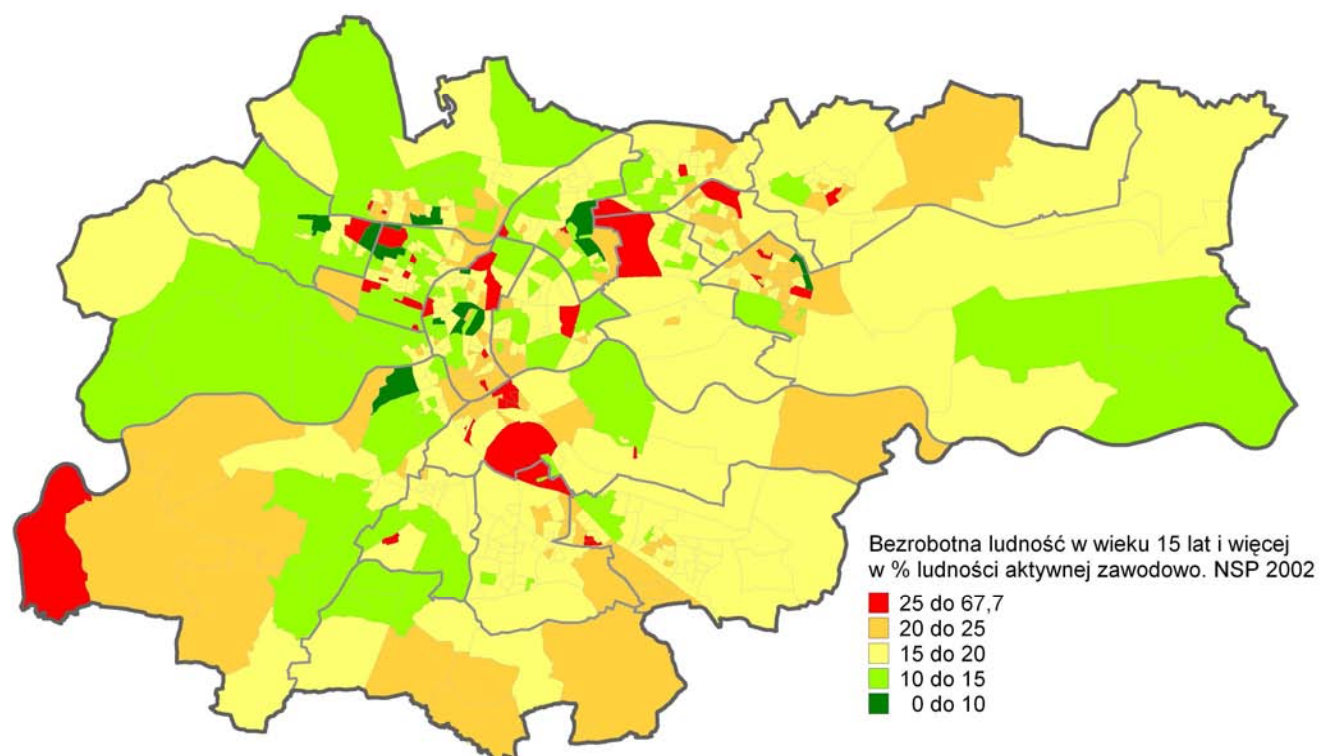 Bezrobotna ludność w wieku 15 lat i więcej
w % ludności aktywnej zawodowo. NSP 2002
25 do 67,7
20 do 25
15 do 20
10 do 15
0 do 10